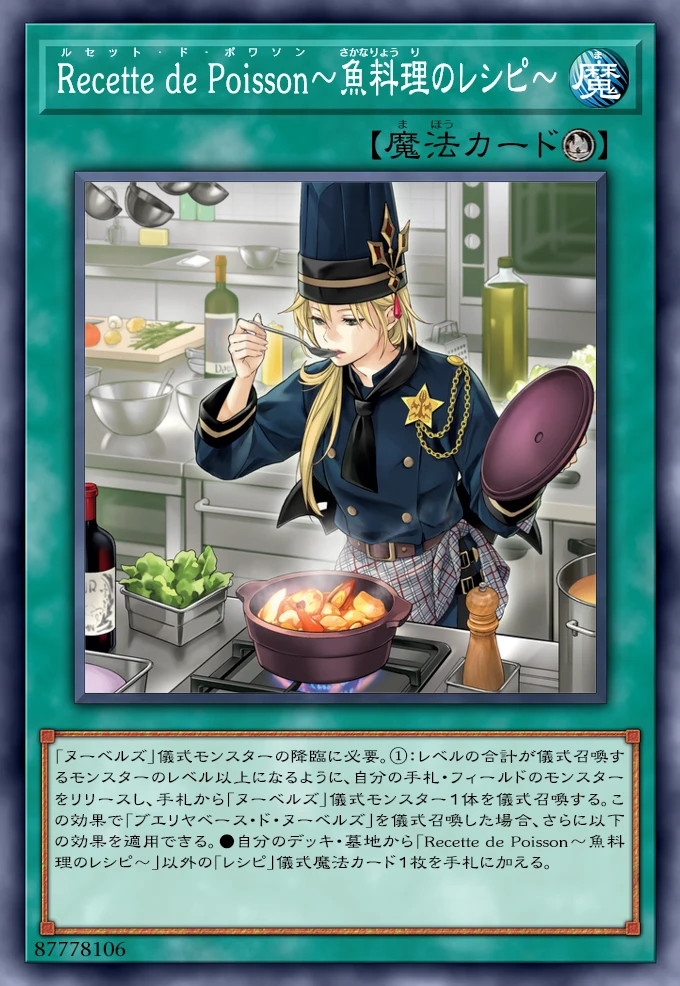 ルセット・ド・ポワゾン さかなりょうり
Recette de Poisson～魚料理のレシピ～
ま
魔
ま ほう
【魔法カード】
「ヌーベルズ」儀式モンスターの降臨に必要。①：レベルの合計が儀式召喚す
るモンスターのレベル以上になるように、自分の手札・フィールドのモンスター
をリリースし、手札から「ヌーベルズ」儀式モンスター１体を儀式召喚する。こ
の効果で「ブエリヤベース・ド・ヌーベルズ」を儀式召喚した場合、さらに以下
の効果を適用できる。●自分のデッキ・墓地から「Recette de Poisson～魚料
理のレシピ～」以外の「レシピ」儀式魔法カード１枚を手札に加える。
87778106